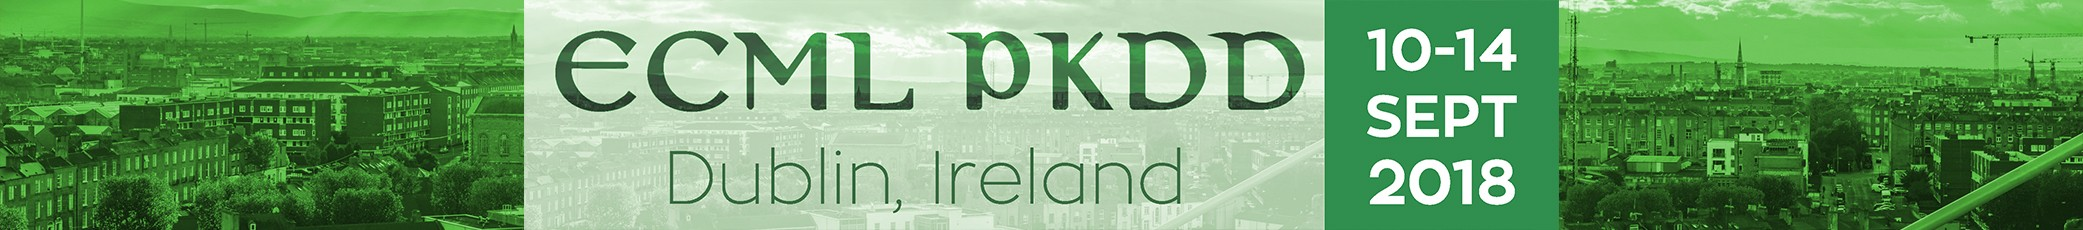 ECML PKDD
Dublin, Ireland
10-14
SEPT
2018